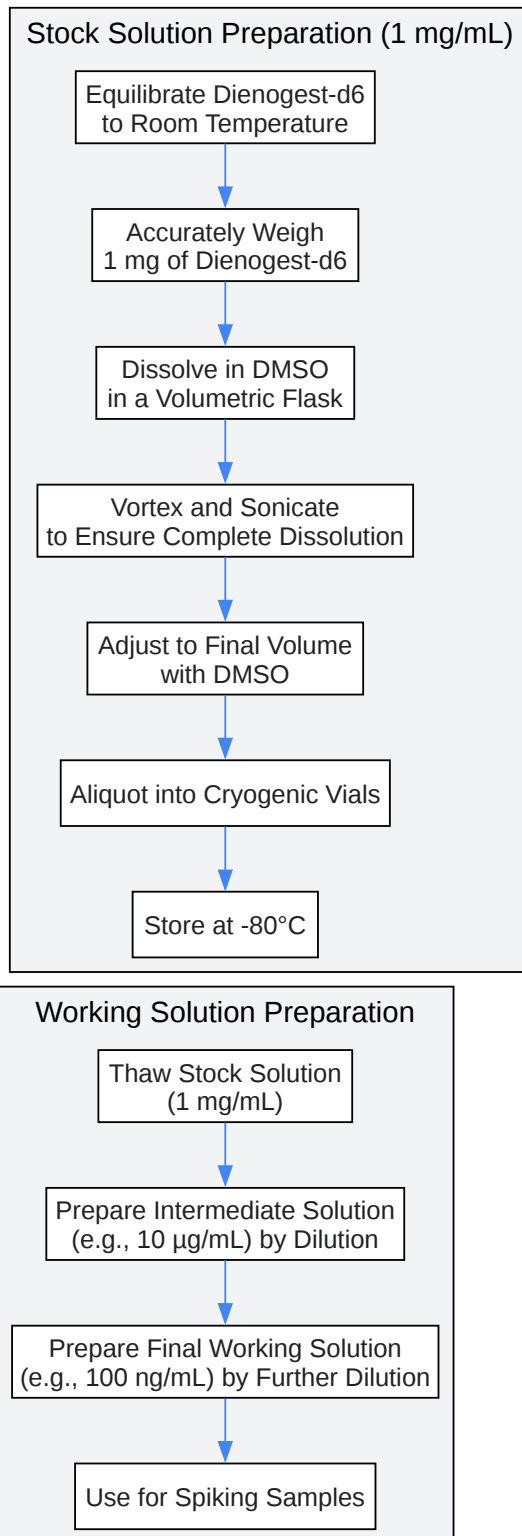 Stock Solution Preparation (1 mg/mL)
Equilibrate Dienogest-d6
to Room Temperature
Accurately Weigh
1 mg of Dienogest-d6
Dissolve in DMSO
in a Volumetric Flask
Vortex and Sonicate
to Ensure Complete Dissolution
Adjust to Final Volume
with DMSO
Aliquot into Cryogenic Vials
Store at -80°C
Working Solution Preparation
Thaw Stock Solution
(1 mg/mL)
Prepare Intermediate Solution
(e.g., 10 µg/mL) by Dilution
Prepare Final Working Solution
(e.g., 100 ng/mL) by Further Dilution
Use for Spiking Samples